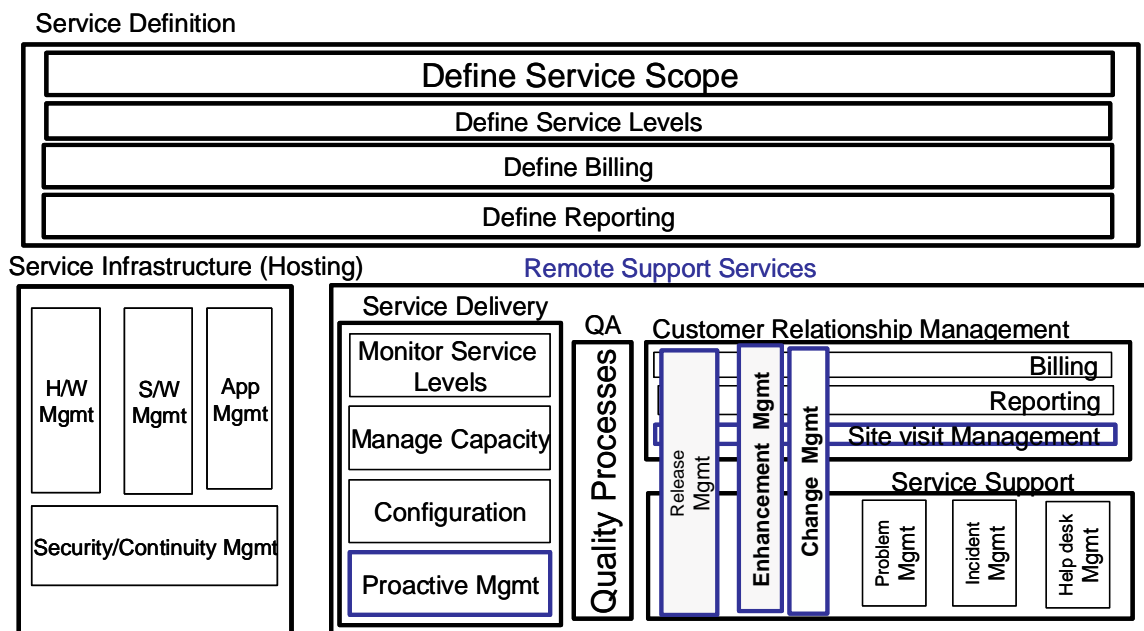 Service Definition
Define Service Scope
Define Service Levels
Define Billing
Define Reporting
Service Infrastructure (Hosting)
H/W
Mgmt
S/W
Mgmt
App
Mgmt
Security/Continuity Mgmt
Remote Support Services
Service Delivery
Monitor Service
Levels
Manage Capacity
Configuration
Proactive Mgmt
QA
Quality Processes
Customer Relationship Management
Billing
Reporting
Site visit Management
Release
Mgmt
Enhancement Mgmt
Change Mgmt
Service Support
Problem
Mgmt
Incident
Mgmt
Help desk
Mgmt